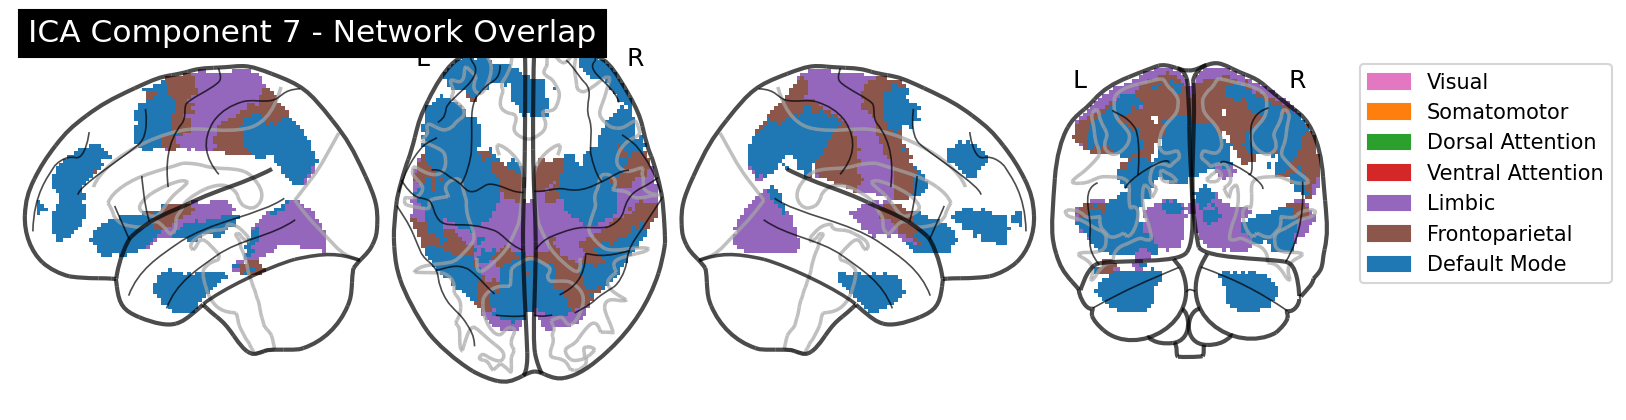 ICA Component 7 - Network Overlap
L R
L R
Visual
Somatomotor
Dorsal Attention
Ventral Attention
Limbic
Frontoparietal
Default Mode